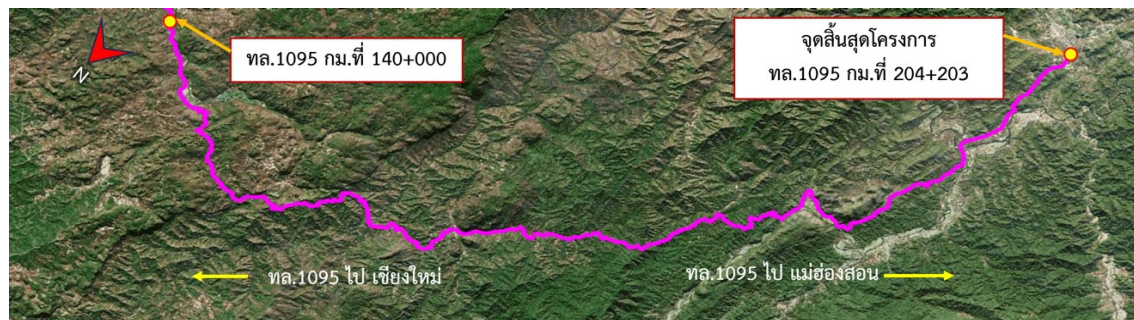 N
ทล.1095 กม.ที่ 140+000
จุดสิ้นสุดโครงการ
ทล.1095 กม.ที่ 204+203
ทล.1095 ไป เชียงใหม่
ทล.1095 ไป แม่ฮ่องสอน